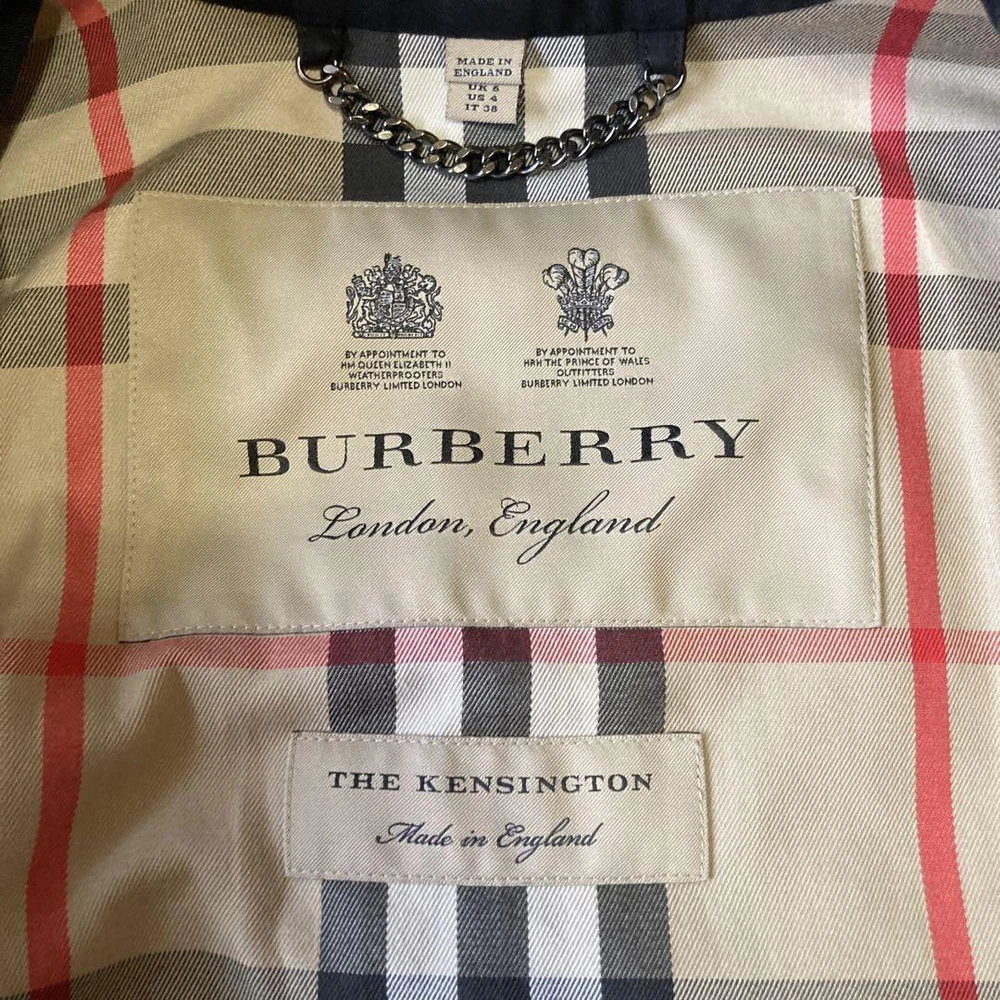 MADE IN
ENGLAND
UK 6
US 4
IT 38
BY APPOINTMENT TO
HM QUEEN ELIZABETH II
WEATHERPROOFERS
BURBERRY LIMITED LONDON
BY APPOINTMENT TO
HRH THE PRINCE OF WALES
OUTFITTERS
BURBERRY LIMITED LONDON
BURBERRY
London, England
THE KENSINGTON
Made in England